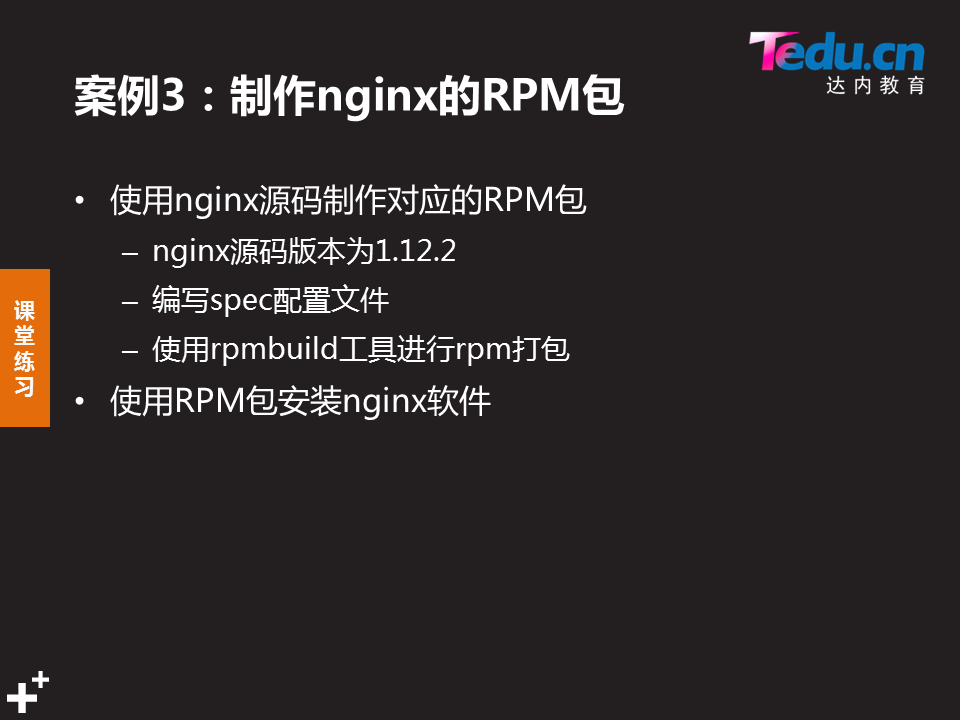 Tedu.cn
达内教育
案例3：制作nginx的RPM包
• 使用nginx源码制作对应的RPM包
– nginx源码版本为1.12.2
– 编写spec配置文件
– 使用rpmbuild工具进行rpm打包
• 使用RPM包安装nginx软件
课堂练习